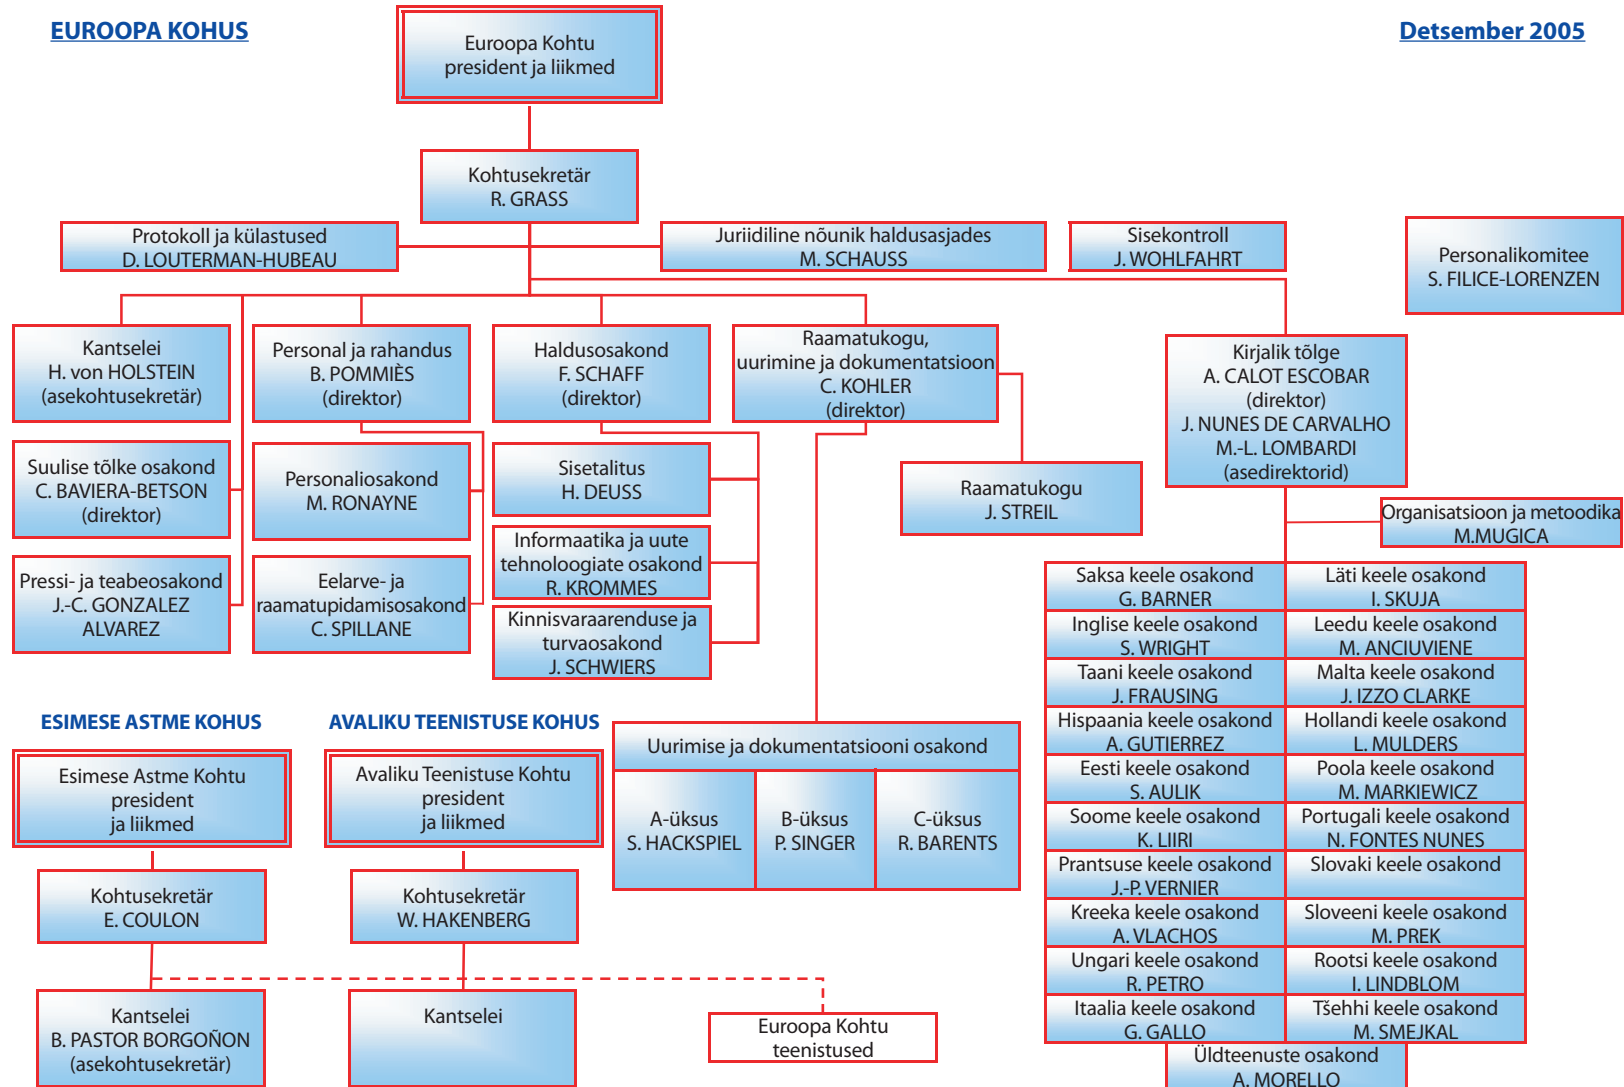 EUROOPA KOHUS
Detsember 2005
Euroopa Kohtu
president ja liikmed
Kohtusekretär
R. GRASS
Protokoll ja külastused
D. LOUTERMAN-HUBEAU
Juriidiline nõunik haldusasjades
M. SCHAUSS
Sisekontroll
J. WOHLFAHRT
Personalikomitee
S. FILICE-LORENZEN
Kantselei
H. von HOLSTEIN
(asekohtusekretär)
Personal ja rahandus
B. POMMIÈS
(direktor)
Haldusosakond
F. SCHAFF
(direktor)
Raamatukogu,
uurimine ja dokumentatsioon
C. KOHLER
(direktor)
Kirjalik tõlge
A. CALOT ESCOBAR
(direktor)
J. NUNES DE CARVALHO
M.-L. LOMBARDI
(asedirektorid)
Suulise tõlke osakond
C. BAVIERA-BETSON
(direktor)
Personaliosakond
M. RONAYNE
Sisetalitus
H. DEUSS
Raamatukogu
J. STREIL
Organisatsioon ja metoodika
M.MUGICA
Pressi- ja teabeosakond
J.-C. GONZALEZ
ALVAREZ
Eelarve- ja
raamatupidamisosakond
C. SPILLANE
Informaatika ja uute
tehnoloogiate osakond
R. KROMMES
Kinnisvaraarenduse ja
turvaosakond
J. SCHWIERS
Saksa keele osakond
G. BARNER
Läti keele osakond
I. SKUJA
Inglise keele osakond
S. WRIGHT
Leedu keele osakond
M. ANCIUVIENE
Taani keele osakond
J. FRAUSING
Malta keele osakond
J. IZZO CLARKE
Hispaania keele osakond
A. GUTIERREZ
Hollandi keele osakond
L. MULDERS
Eesti keele osakond
S. AULIK
Poola keele osakond
M. MARKIEWICZ
Soome keele osakond
K. LIIRI
Portugali keele osakond
N. FONTES NUNES
Prantsuse keele osakond
J.-P. VERNIER
Slovaki keele osakond
Kreeka keele osakond
A. VLACHOS
Sloveeni keele osakond
M. PREK
Ungari keele osakond
R. PETRO
Rootsi keele osakond
I. LINDBLOM
Itaalia keele osakond
G. GALLO
Tšehhi keele osakond
M. SMEJKAL
Üldteenuste osakond
A. MORELLO
Uurimise ja dokumentatsiooni osakond
A-üksus
S. HACKSPIEL
B-üksus
P. SINGER
C-üksus
R. BARENTS
ESIMESE ASTME KOHUS
Esimese Astme Kohtu
president
ja liikmed
Kohtusekretär
E. COULON
Kantselei
B. PASTOR BORGOÑON
(asekohtusekretär)
AVALIKU TEENISTUSE KOHUS
Avaliku Teenistuse Kohtu
president
ja liikmed
Kohtusekretär
W. HAKENBERG
Kantselei
Euroopa Kohtu
teenistused